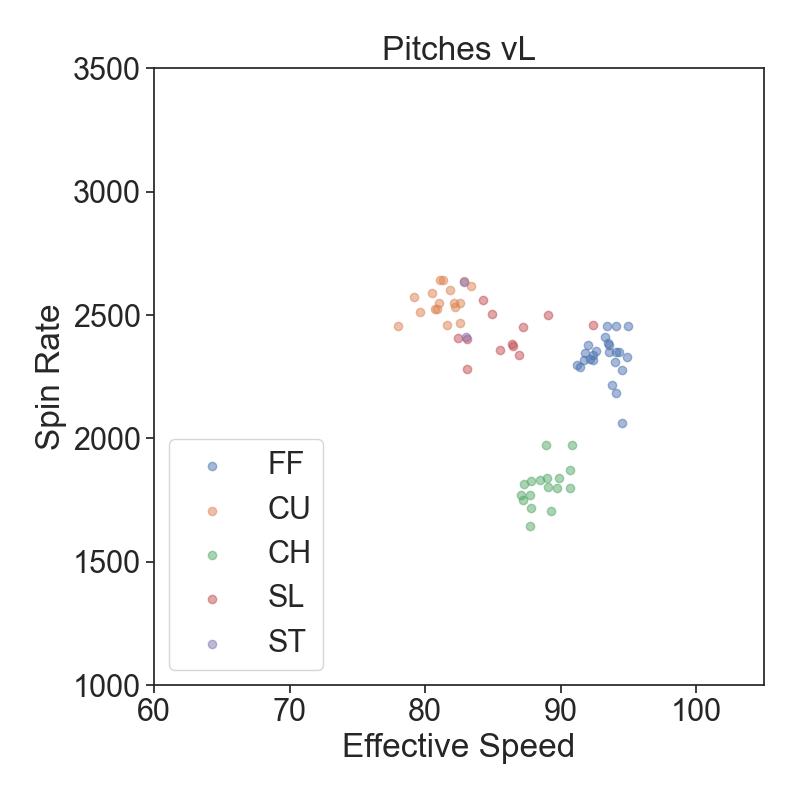 Pitches vL
3500
3000
2500
2000
1500
1000
Spin Rate
FF
CU
CH
SL
ST
60 70 80 90 100
Effective Speed